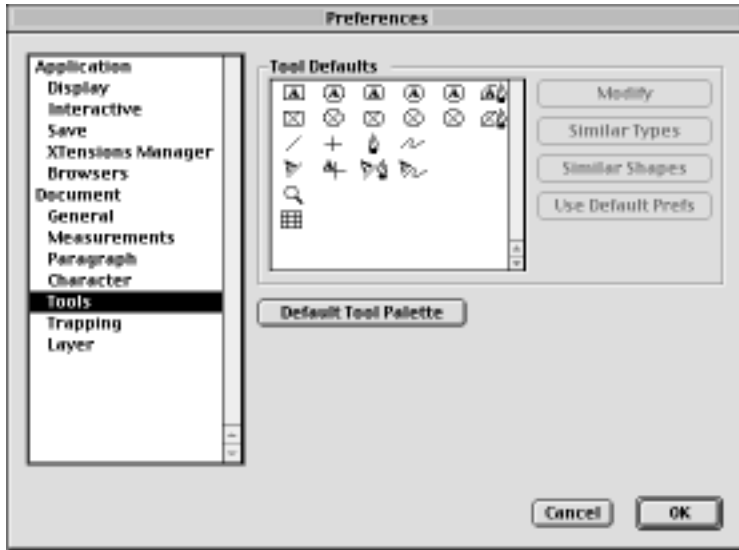 Preferences
Application
Display
Interactive
Save
XTensions Manager
Browsers
Document
General
Measurements
Paragraph
Character
Tools
Trapping
Layer
Tool Defaults
Modify
Similar Types
Similar Shapes
Use Default Prefs
Default Tool Palette
Cancel
OK